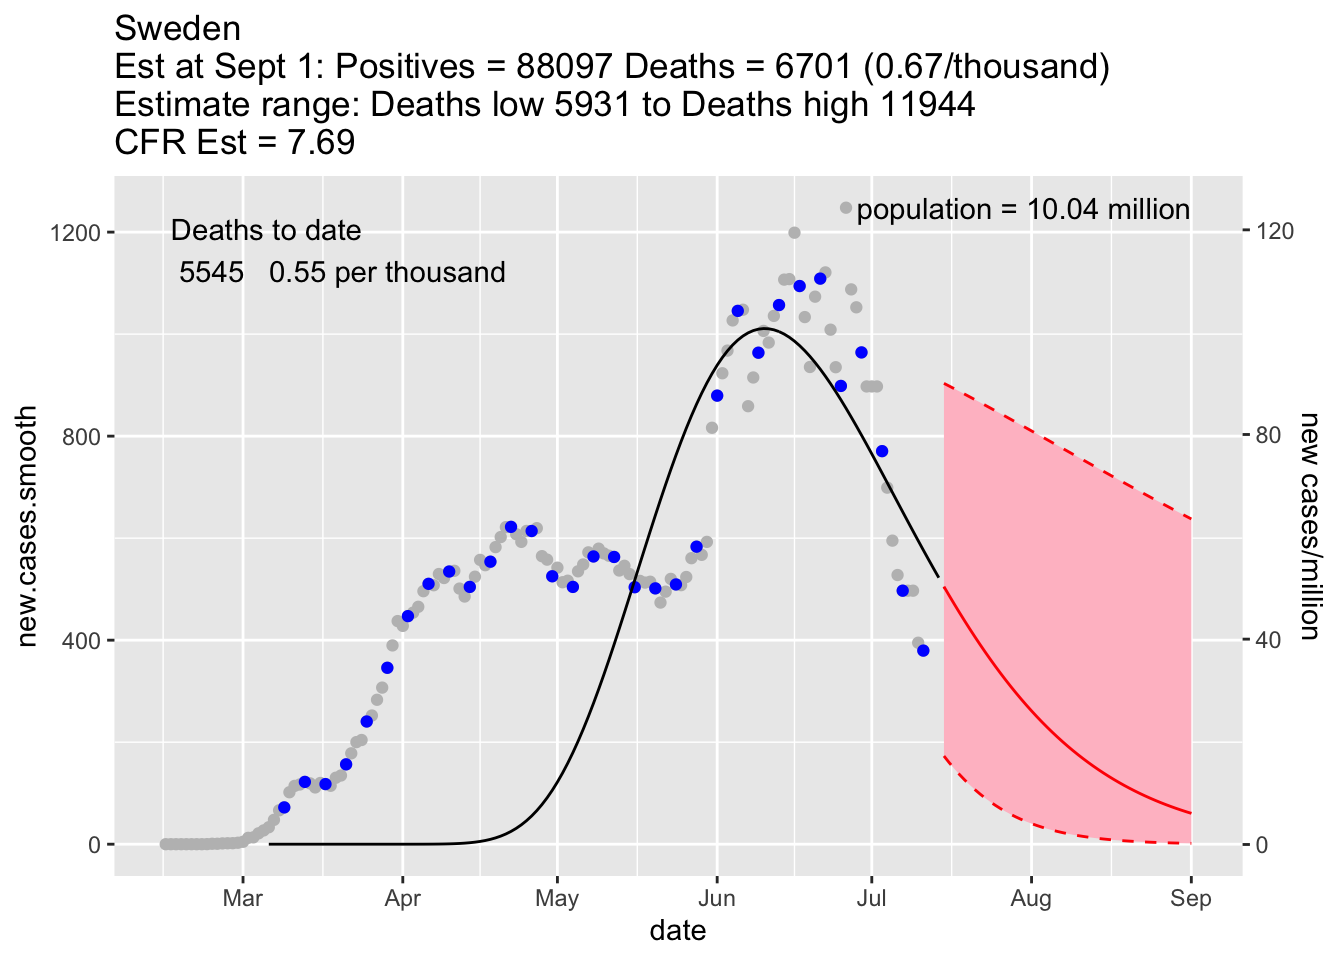 Sweden
Est at Sept 1: Positives = 88097 Deaths = 6701 (0.67/thousand)
Estimate range: Deaths low 5931 to Deaths high 11944
CFR Est = 7.69
population = 10.04 million
Deaths to date
5545 0.55 per thousand
1200
800
400
0
new.cases.smooth
120
80
40
0
new cases/million
Mar Apr May Jun Jul Aug Sep
date